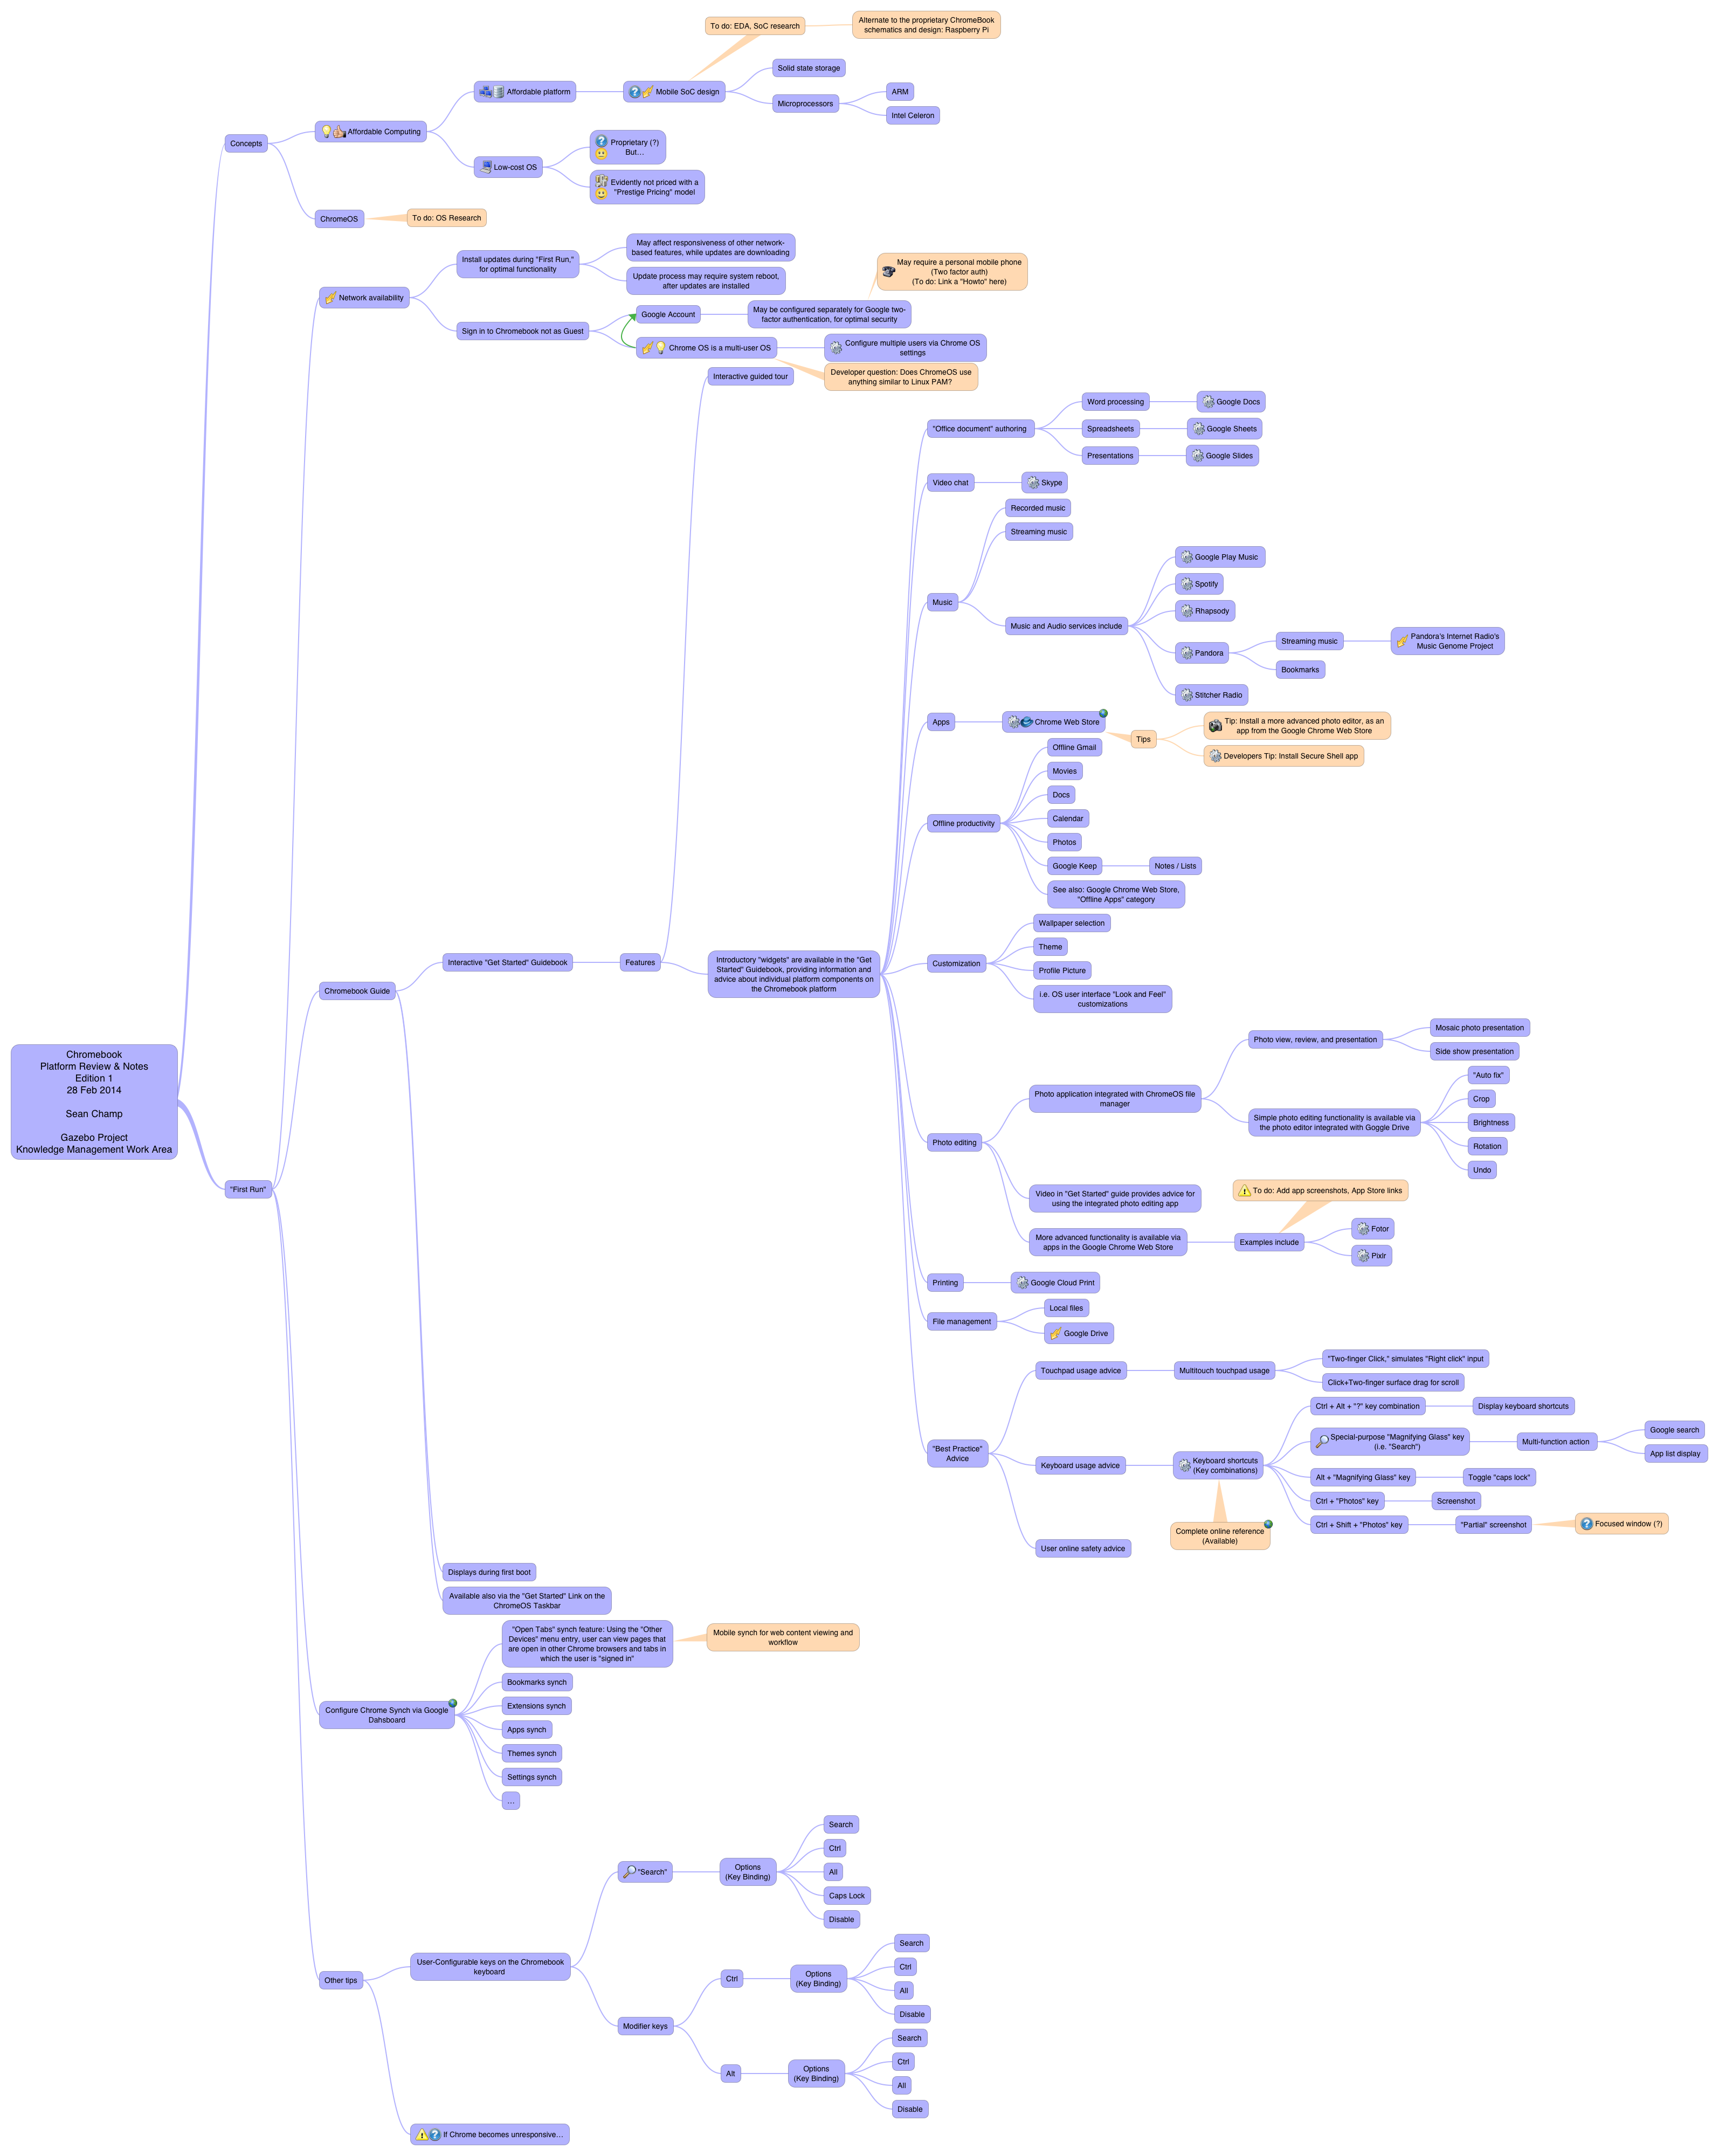 To do: EDA, SoC research
Alternate to the proprietary ChromeBook
schematics and design: Raspberry Pi
Solid state storage
Affordable platform
Mobile SoC design
ARM
Microprocessors
Intel Celeron
Affordable Computing
Concepts
Proprietary (?)
But...
Low-cost OS
Evidently not priced with a
"Prestige Pricing" model
ChromeOS
To do: OS Research
May affect responsiveness of other network-
based features, while updates are downloading
Install updates during "First Run,"
for optimal functionality
Update process may require system reboot,
after updates are installed
May require a personal mobile phone
(Two factor auth)
(To do: Link a "Howto" here)
Network availability
Google Account
May be configured separately for Google two-
factor authentication, for optimal security
Sign in to Chromebook not as Guest
Chrome OS is a multi-user OS
Configure multiple users via Chrome OS
settings
Developer question: Does ChromeOS use
anything similar to Linux PAM?
Interactive guided tour
"Office document" authoring
Word processing
Google Docs
Spreadsheets
Google Sheets
Presentations
Google Slides
Video chat
Skype
Recorded music
Streaming music
Music
Google Play Music
Spotify
Rhapsody
Music and Audio services include
Pandora
Streaming music
Pandora's Internet Radio's
Music Genome Project
Bookmarks
Stitcher Radio
Apps
Chrome Web Store
Tips
Tip: Install a more advanced photo editor, as an
app from the Google Chrome Web Store
Developers Tip: Install Secure Shell app
Offline Gmail
Movies
Docs
Offline productivity
Calendar
Photos
Google Keep
Notes / Lists
See also: Google Chrome Web Store,
"Offline Apps" category
Wallpaper selection
Theme
Customization
Profile Picture
i.e. OS user interface "Look and Feel"
customizations
Interactive "Get Started" Guidebook
Features
Introductory "widgets" are available in the "Get
Started" Guidebook, providing information and
advice about individual platform components on
the Chromebook platform
Chromebook Guide
Chromebook
Platform Review & Notes
Edition 1
28 Feb 2014
Sean Champ
Gazebo Project
Knowledge Management Work Area
"First Run"
Photo editing
Photo application integrated with ChromeOS file
manager
Photo view, review, and presentation
Mosaic photo presentation
Side show presentation
Simple photo editing functionality is available via
the photo editor integrated with Goggle Drive
"Auto fix"
Crop
Brightness
Rotation
Undo
Video in "Get Started" guide provides advice for
using the integrated photo editing app
To do: Add app screenshots, App Store links
More advanced functionality is available via
apps in the Google Chrome Web Store
Examples include
Fotor
Pixlr
Printing
Google Cloud Print
File management
Local files
Google Drive
"Best Practice"
Advice
Touchpad usage advice
Multitouch touchpad usage
"Two-finger Click," simulates "Right click" input
Click+Two-finger surface drag for scroll
Keyboard usage advice
Keyboard shortcuts
(Key combinations)
Ctrl + Alt + "?" key combination
Display keyboard shortcuts
Special-purpose "Magnifying Glass" key
(i.e. "Search")
Multi-function action
Google search
App list display
Alt + "Magnifying Glass" key
Toggle "caps lock"
Ctrl + "Photos" key
Screenshot
Ctrl + Shift + "Photos" key
"Partial" screenshot
Focused window (?)
Complete online reference
(Available)
User online safety advice
Displays during first boot
Available also via the "Get Started" Link on the
ChromeOS Taskbar
"Open Tabs" synch feature: Using the "Other
Devices" menu entry, user can view pages that
are open in other Chrome browsers and tabs in
which the user is "signed in"
Mobile synch for web content viewing and
workflow
Configure Chrome Synch via Google
Dahsboard
Bookmarks synch
Extensions synch
Apps synch
Themes synch
Settings synch
...
Other tips
User-Configurable keys on the Chromebook
keyboard
"Search"
Options
(Key Binding)
Search
Ctrl
All
Caps Lock
Disable
Modifier keys
Ctrl
Options
(Key Binding)
Search
Ctrl
All
Disable
Alt
Options
(Key Binding)
Search
Ctrl
All
Disable
If Chrome becomes unresponsive...